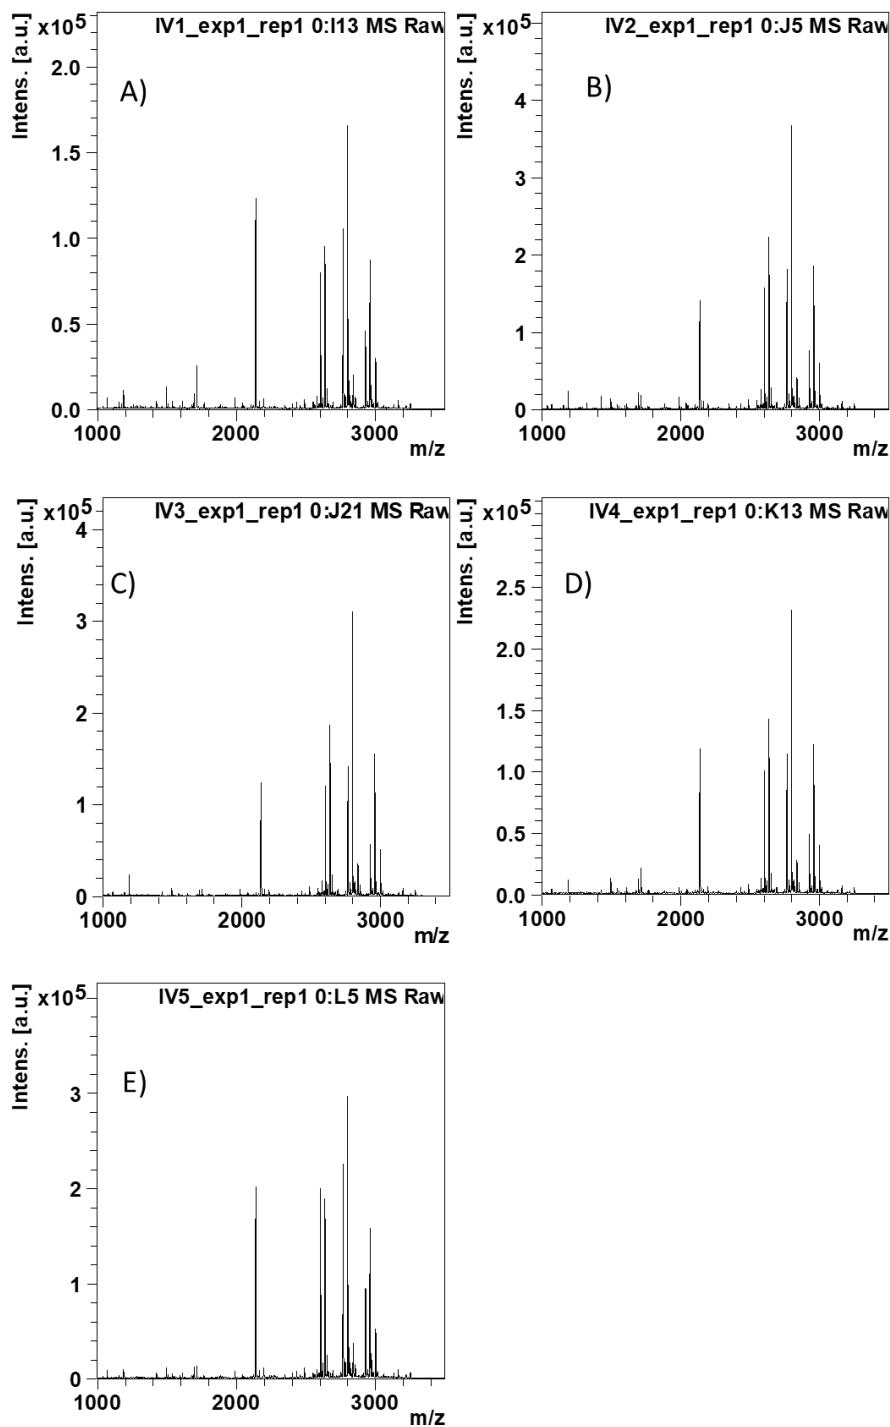 IV1_exp1_rep1 0:I13 MS Raw
x10^5
Intens. [a.u.]
A)
2.0
1.5
1.0
0.5
0.0
1000 2000 3000
m/z
IV2_exp1_rep1 0:J5 MS Raw
x10^5
Intens. [a.u.]
B)
4
3
2
1
0
1000 2000 3000
m/z
IV3_exp1_rep1 0:J21 MS Raw
x10^5
Intens. [a.u.]
C)
4
3
2
1
0
1000 2000 3000
m/z
IV4_exp1_rep1 0:K13 MS Raw
x10^5
Intens. [a.u.]
D)
2.5
2.0
1.5
1.0
0.5
0.0
1000 2000 3000
m/z
IV5_exp1_rep1 0:L5 MS Raw
x10^5
Intens. [a.u.]
E)
3
2
1
0
1000 2000 3000
m/z